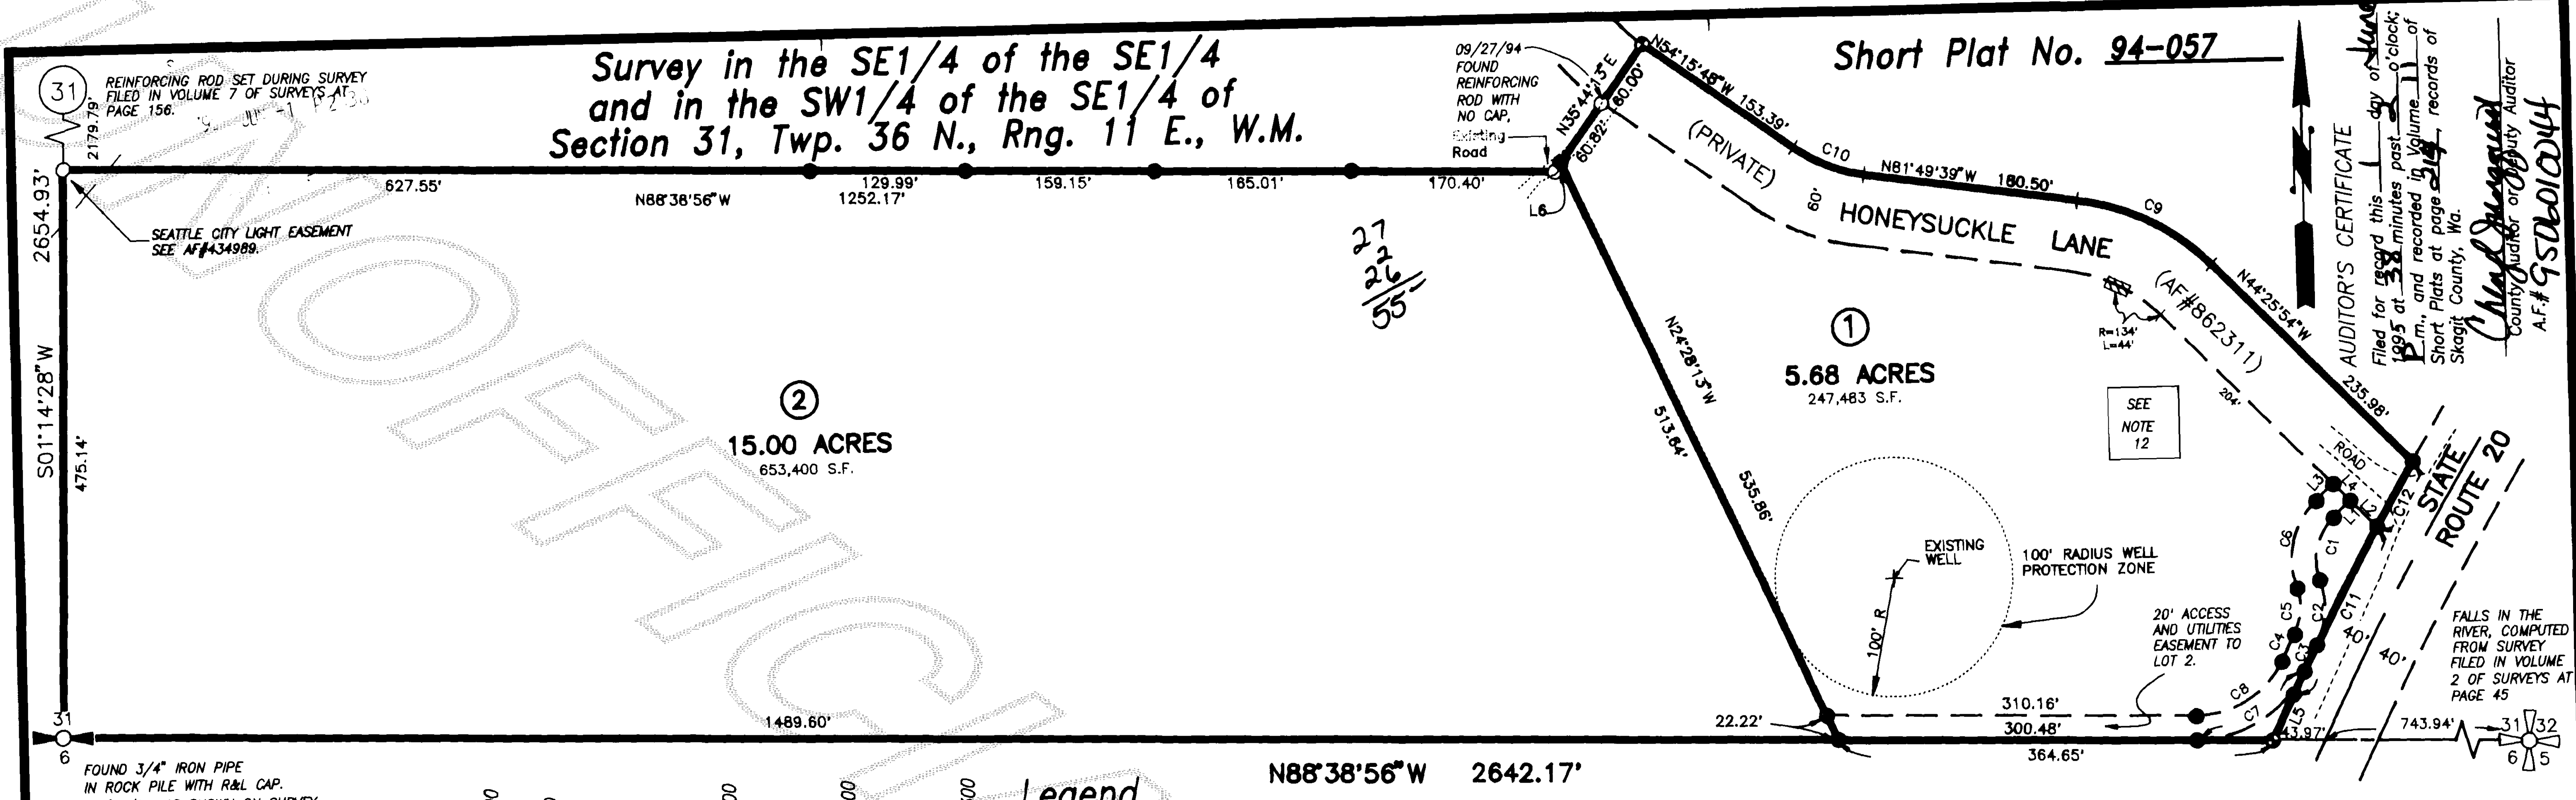 Survey in the SE1/4 of the SE1/4
and in the SW1/4 of the SE1/4 of
Section 31, Twp. 36 N., Rng. 11 E., W.M.
Short Plat No. 94-057
31
REINFORCING ROD SET DURING SURVEY
FILED IN VOLUME 7 OF SURVEYS AT
PAGE 156.
2179.79'
2654.93'
S01°14'28"W
475.14'
SEATTLE CITY LIGHT EASEMENT
SEE AF#434989.
627.55'
129.99'
159.15'
165.01'
170.40'
N88°38'56"W
1252.17'
09/27/94
FOUND
REINFORCING
ROD WITH
NO CAP,
Existing
Road
L6
N35°44'13"E
60.82'
60.00'
N54°15'48"W 153.39'
C10
N81°49'39"W 180.50'
C9
N44°25'54"W
235.98'
(PRIVATE)
60'
HONEYSUCKLE LANE
(AF#862311)
R=134'
L=44'
204'
27
2
26
55
1
5.68 ACRES
247,483 S.F.
2
15.00 ACRES
653,400 S.F.
N24°28'13"W
513.64'
535.86'
SEE
NOTE
12
ROAD
L3
L4
L2
L1
C12
C6
C1
C5
C2
C11
C4
C3
C8
C7
L5
STATE
ROUTE 20
40'
40'
EXISTING
WELL
100' R
100' RADIUS WELL
PROTECTION ZONE
20' ACCESS
AND UTILITIES
EASEMENT TO
LOT 2.
FALLS IN THE
RIVER, COMPUTED
FROM SURVEY
FILED IN VOLUME
2 OF SURVEYS AT
PAGE 45
310.16'
300.48'
364.65'
22.22'
1489.60'
43.97'
743.94'
31 32
6 5
31
6
N88°38'56"W 2642.17'
FOUND 3/4" IRON PIPE
IN ROCK PILE WITH R&L CAP.
Legend
AUDITOR'S CERTIFICATE
Filed for record this 1 day of June
1995 at 38 minutes past 2 o'clock;
P.m., and recorded in Volume 11 of
Short Plats at page 214, records of
Skagit County, Wa.
County Auditor or Deputy Auditor
A.F.# 9506010044
UNOFFICI